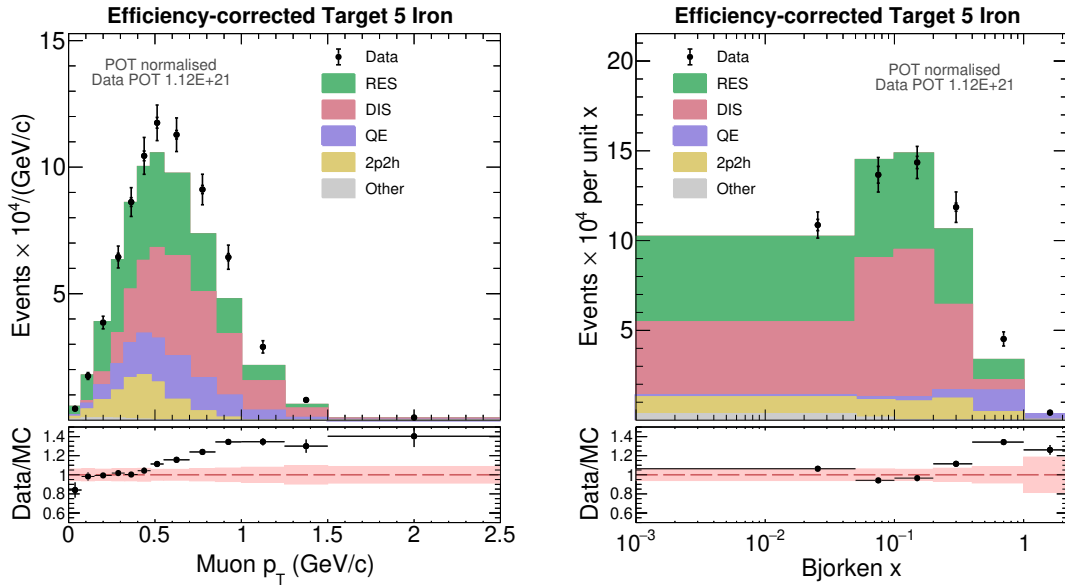 Efficiency-corrected Target 5 Iron
Events × 10^4/(GeV/c)
15
10
5
POT normalised
Data POT 1.12E+21
Data
RES
DIS
QE
2p2h
Other
Data/MC
1.4
1.2
1
0.8
0.6
0 0.5 1 1.5 2 2.5
Muon p_T (GeV/c)
Efficiency-corrected Target 5 Iron
Events × 10^4 per unit x
20
15
10
5
Data
RES
DIS
QE
2p2h
Other
POT normalised
Data POT 1.12E+21
Data/MC
1.4
1.2
1
0.8
0.6
10^−3 10^−2 10^−1 1
Bjorken x